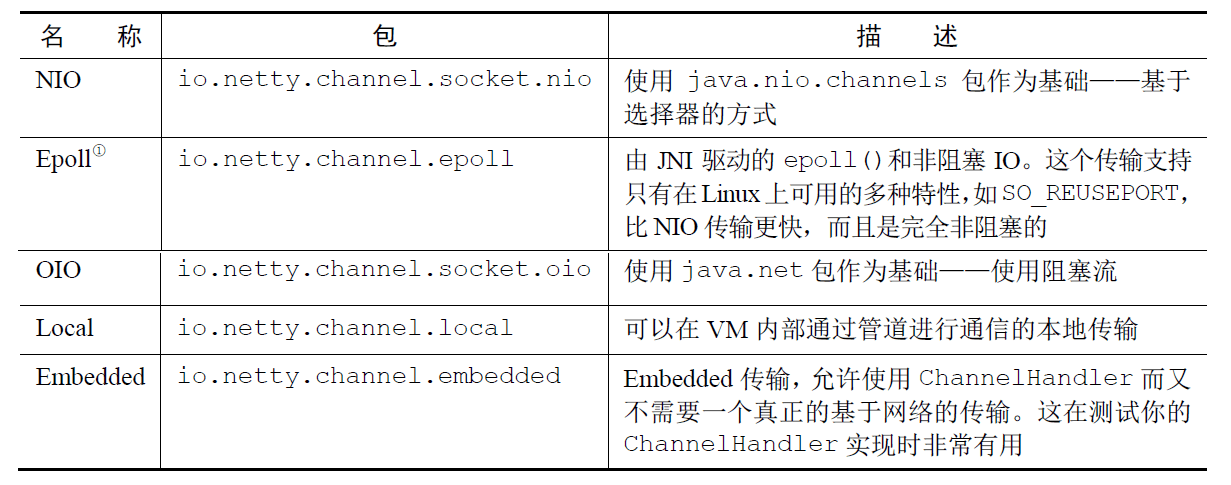 名 称 包 描 述
NIO io.netty.channel.socket.nio 使用 java.nio.channels 包作为基础——基于
选择器的方式
Epoll① io.netty.channel.epoll 由 JNI 驱动的 epoll()和非阻塞 IO。这个传输支持
只有在Linux上可用的多种特性,如SO_REUSEPORT,
比 NIO 传输更快，而且是完全非阻塞的
OIO io.netty.channel.socket.oio 使用 java.net 包作为基础——使用阻塞流
Local io.netty.channel.local 可以在 VM 内部通过管道进行通信的本地传输
Embedded io.netty.channel.embedded Embedded 传输，允许使用 ChannelHandler 而又
不需要一个真正的基于网络的传输。这在测试你的
ChannelHandler 实现时非常有用